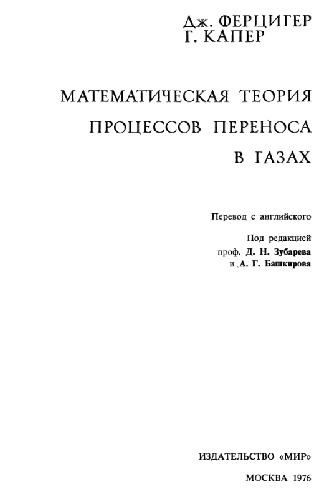 Дж. ФЕРЦИГЕР
Г. КАПЕР
МАТЕМАТИЧЕСКАЯ ТЕОРИЯ
ПРОЦЕССОВ ПЕРЕНОСА
В ГАЗАХ
Перевод с английского
Под редакцией
проф. Д. Н. Зубарева
и А. Г. Башкирова
ИЗДАТЕЛЬСТВО «МИР»
МОСКВА 1976